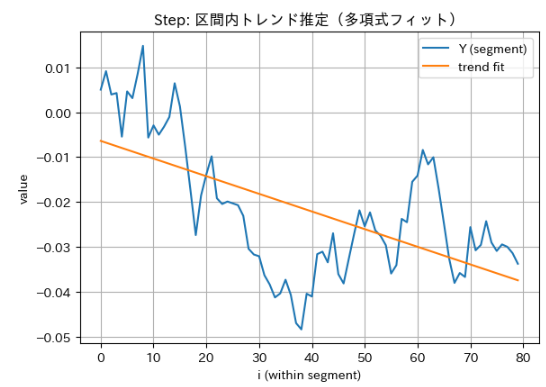 Step: 区間内トレンド推定（多項式フィット）
Y (segment)
trend fit
value
0.01
0.00
−0.01
−0.02
−0.03
−0.04
−0.05
0 10 20 30 40 50 60 70 80
i (within segment)